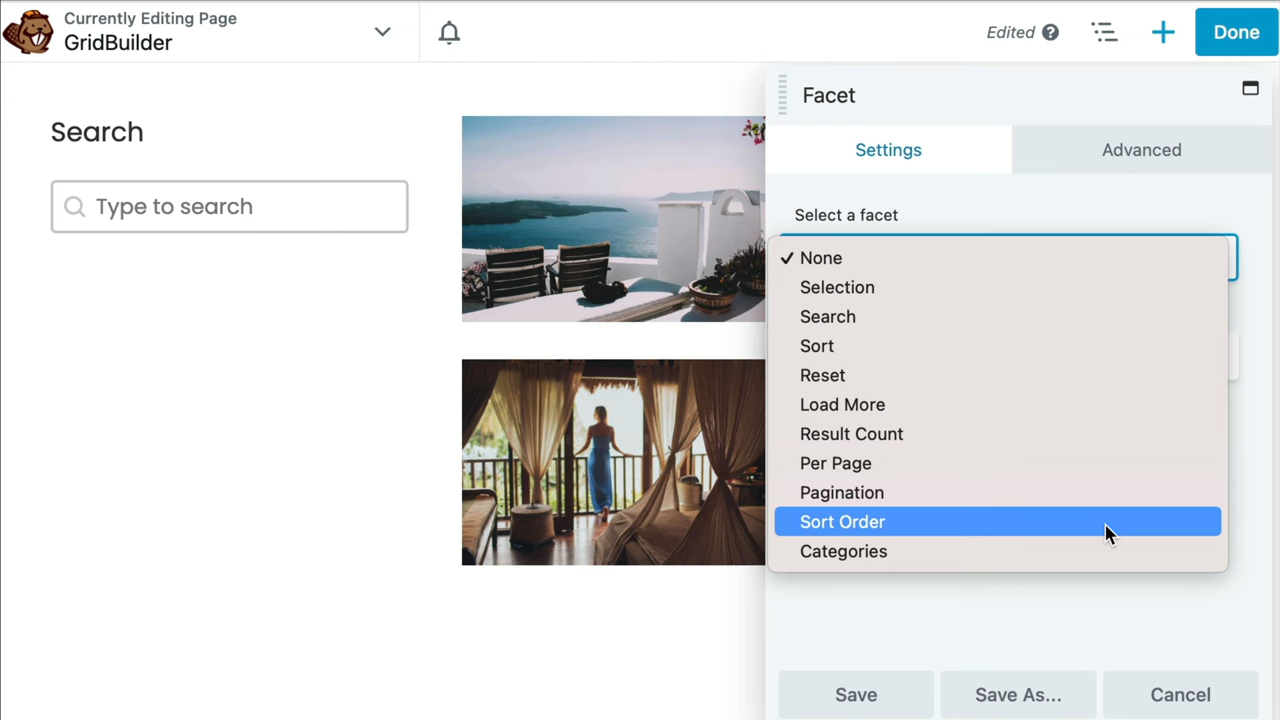 Currently Editing Page
GridBuilder
Edited
?
Done
Search
Type to search
Facet
Settings
Advanced
Select a facet
✓ None
Selection
Search
Sort
Reset
Load More
Result Count
Per Page
Pagination
Sort Order
Categories
Save
Save As...
Cancel